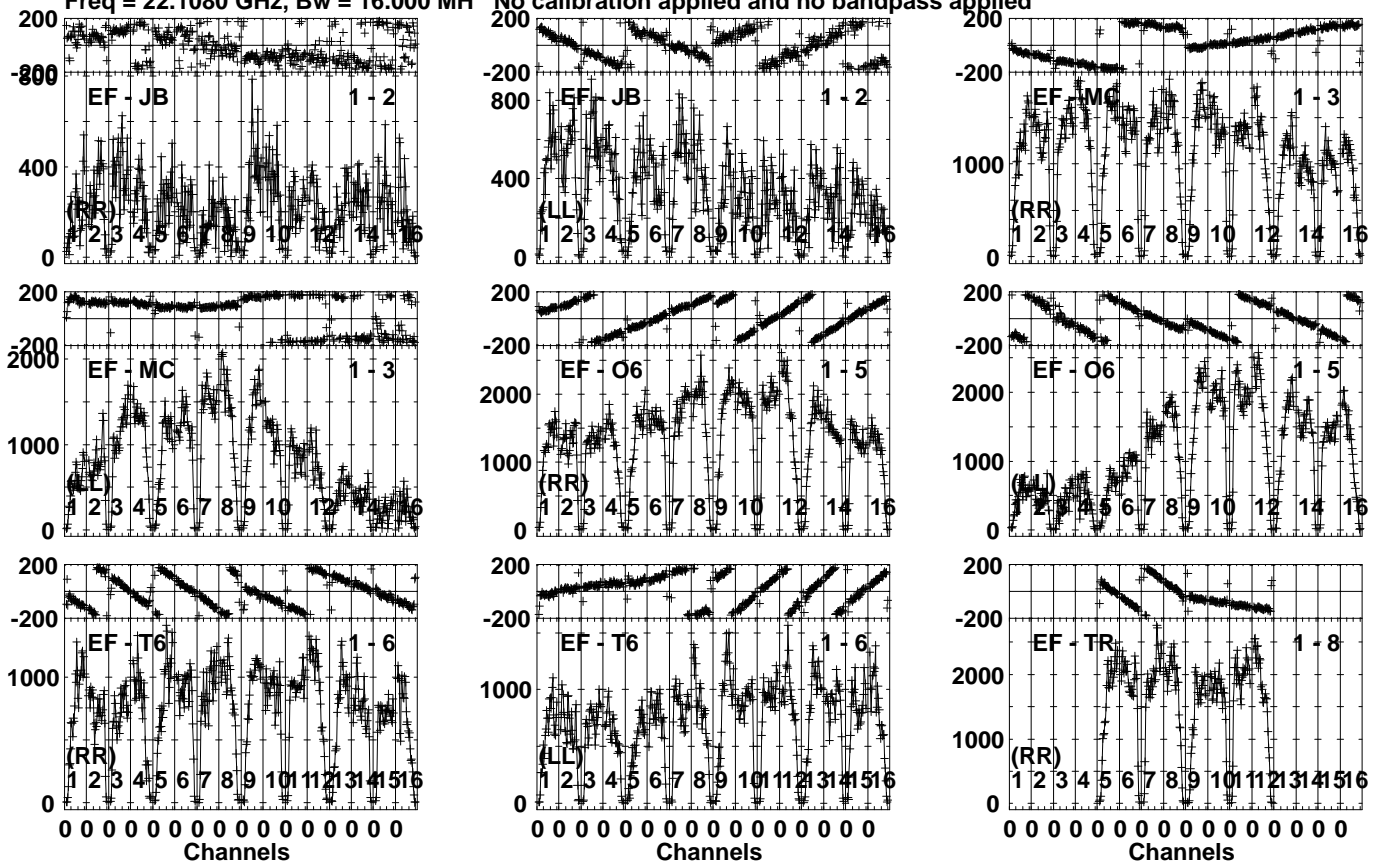 Freq = 22.1080 GHz, Bw = 16.000 MH No calibration applied and no bandpass applied
200 200 200
-200 -200 -200
800
EF - JB 1 - 2 EF - JB 1 - 2 EF - MC 1 - 3
800
400 400 1000
(RR) (LL) (RR)
1 2 3 4 5 6 7 8 9 10 12 14 16 1 2 3 4 5 6 7 8 9 10 12 14 16 1 2 3 4 5 6 7 8 9 10 12 14 16
0 0 0
200 200 200
-200 -200 -200
2000
EF - MC 1 - 3 EF - O6 1 - 5 EF - O6 1 - 5
2000 2000
1000 1000 1000
(LL) (RR) (LL)
1 2 3 4 5 6 7 8 9 10 12 14 16 1 2 3 4 5 6 7 8 9 10 12 14 16 1 2 3 4 5 6 7 8 9 10 12 14 16
0 0 0
200 200 200
-200 -200 -200
EF - T6 1 - 6 EF - T6 1 - 6 EF - TR 1 - 8
1000 1000 2000
1000
(RR) (LL) (RR)
1 2 3 4 5 6 7 8 9 10 11 12 13 14 15 16 1 2 3 4 5 6 7 8 9 10 11 12 13 14 15 16 1 2 3 4 5 6 7 8 9 10 11 12 13 14 15 16
0 0 0
0 0 0 0 0 0 0 0 0 0 0 0 0 0 0 0 0 0 0 0 0 0 0 0 0 0 0 0 0 0 0 0 0 0 0 0 0 0 0 0 0 0 0 0 0 0 0 0
Channels Channels Channels